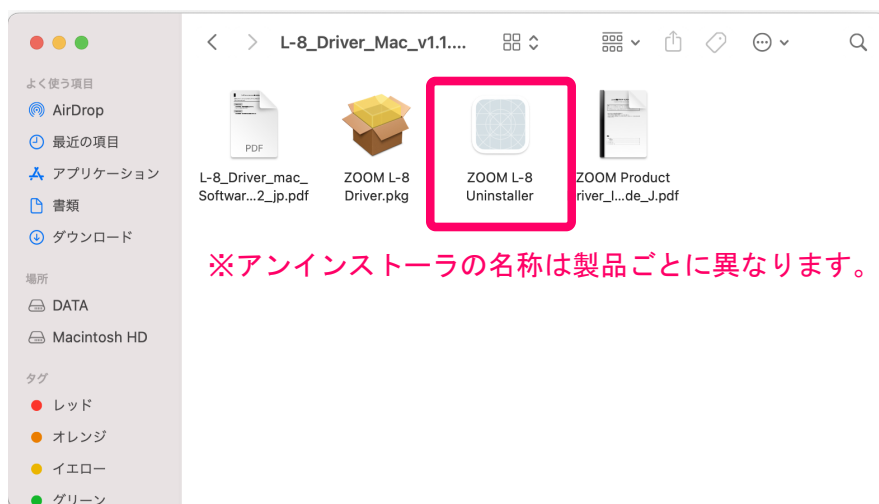 L-8_Driver_Mac_v1.1....
よく使う項目
AirDrop
最近の項目
アプリケーション
書類
ダウンロード
場所
DATA
Macintosh HD
タグ
レッド
オレンジ
イエロー
グリーン
PDF
L-8_Driver_mac_
Softwar...2_jp.pdf
ZOOM L-8
Driver.pkg
ZOOM L-8
Uninstaller
ZOOM Product
river_I...de_J.pdf
※アンインストーラの名称は製品ごとに異なります。